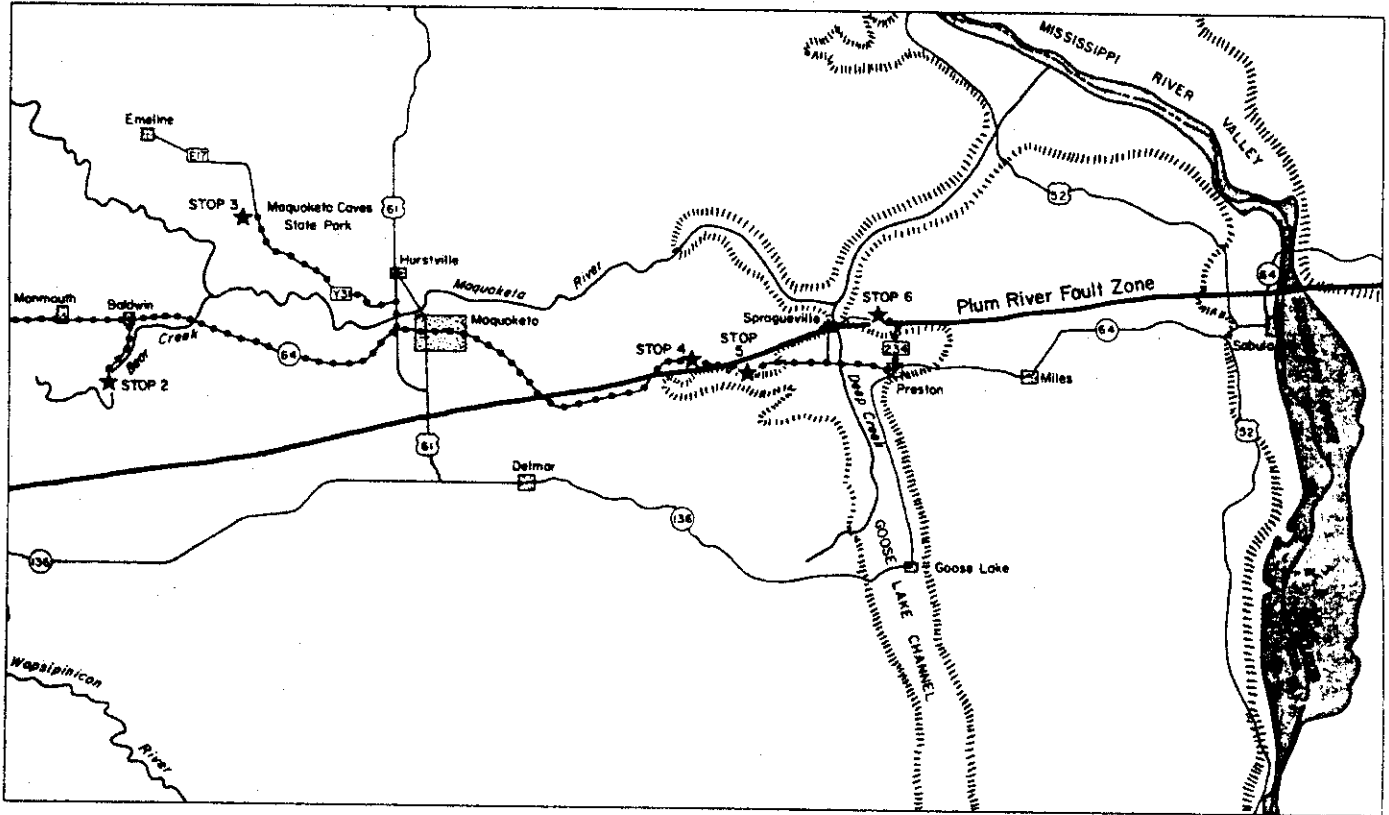 MISSISSIPPI
RIVER
VALLEY
Emeline
E17
STOP 3
Maquoketa Caves
State Park
61
52
Hurstville
Y31
Maquoketa
River
64
Monmouth
Baldwin
Bear
Creek
STOP 2
64
Maquoketa
STOP 6
Plum River Fault Zone
Spragueville
STOP 4
STOP
5
234
64
Sabula
Preston
Miles
Deep Creek
61
52
Delmar
136
136
GOOSE
LAKE
CHANNEL
Goose Lake
Wapsipinicon
River